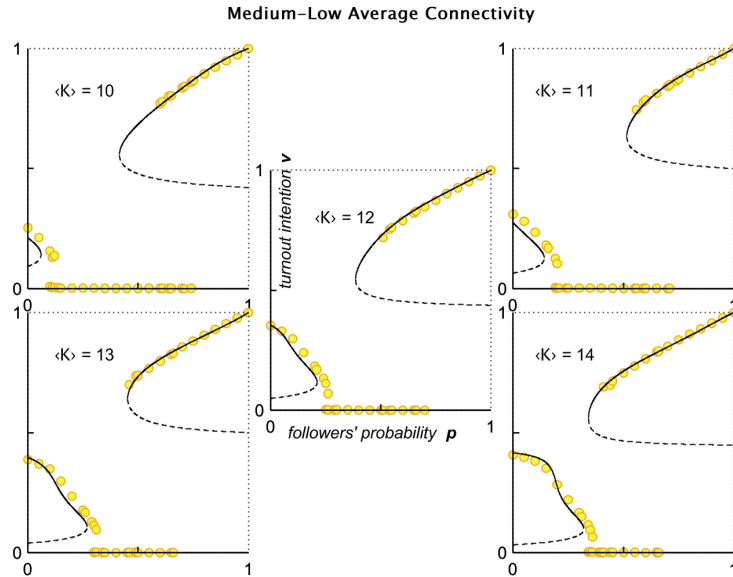 Medium-Low Average Connectivity
1
‹K› = 10
0
0
1
1
‹K› = 11
0
0
1
1
turnout intention v
‹K› = 12
0
0
1
followers' probability p
1
‹K› = 13
0
0
1
1
‹K› = 14
0
0
1